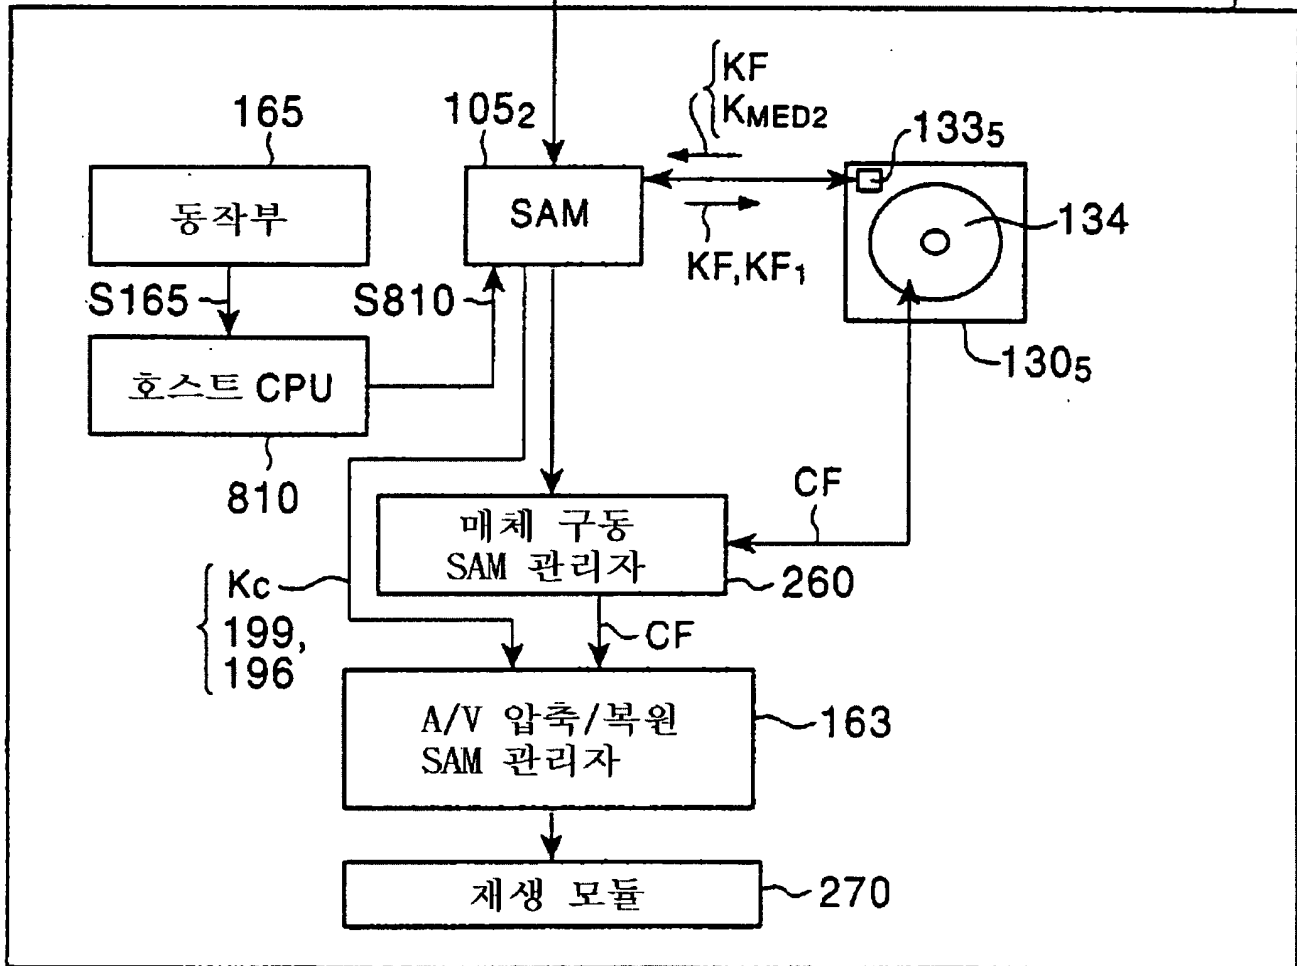 KF
K_MED2
165
105₂
133₅
동작부
SAM
134
KF,KF₁
S165
S810
130₅
호스트 CPU
810
CF
매체 구동
SAM 관리자
260
Kc
199,
196
CF
A/V 압축/복원
SAM 관리자
163
재생 모듈
270